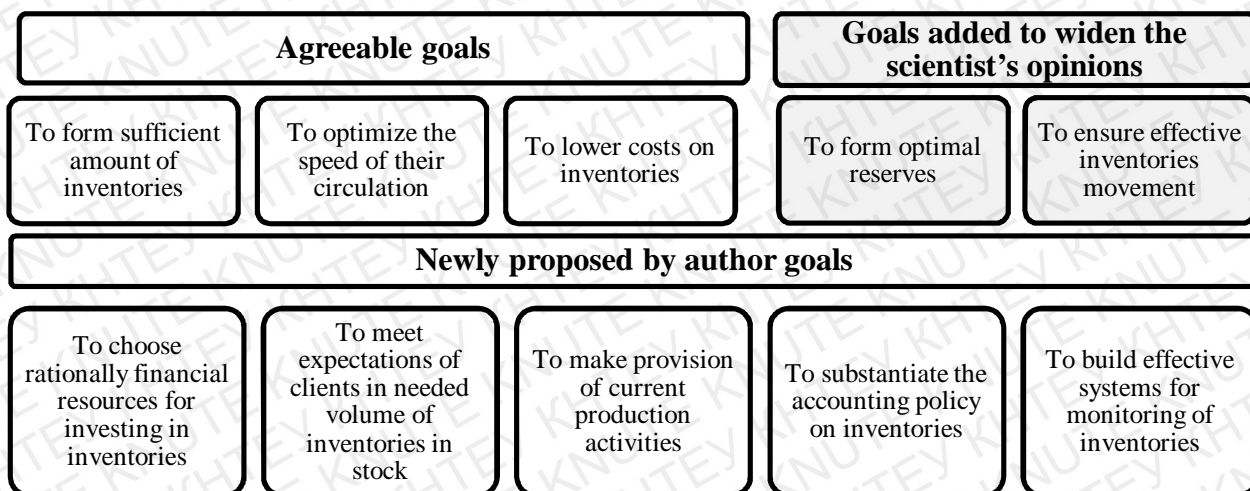 Agreeable goals
Goals added to widen the
scientist's opinions
To form sufficient
amount of
inventories
To optimize the
speed of their
circulation
To lower costs on
inventories
To form optimal
reserves
To ensure effective
inventories
movement
Newly proposed by author goals
To choose
rationally financial
resources for
investing in
inventories
To meet
expectations of
clients in needed
volume of
inventories in
stock
To make provision
of current
production
activities
To substantiate the
accounting policy
on inventories
To build effective
systems for
monitoring of
inventories